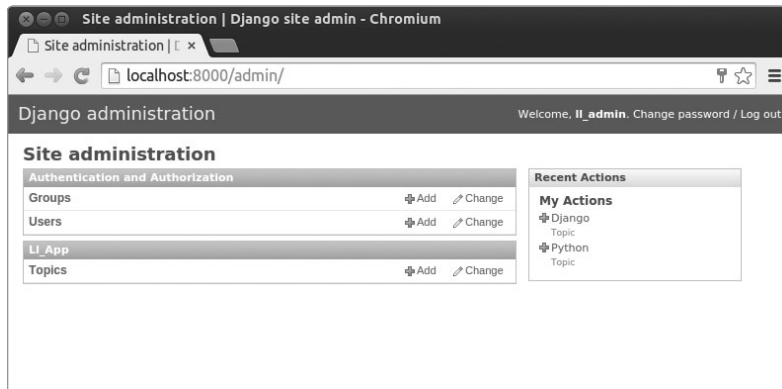 Site administration | Django site admin - Chromium
Site administration |
localhost:8000/admin/
Django administration
Welcome, ll_admin. Change password / Log out
Site administration
Authentication and Authorization
Groups Add Change
Users Add Change
Ll_App
Topics Add Change
Recent Actions
My Actions
Django
Topic
Python
Topic